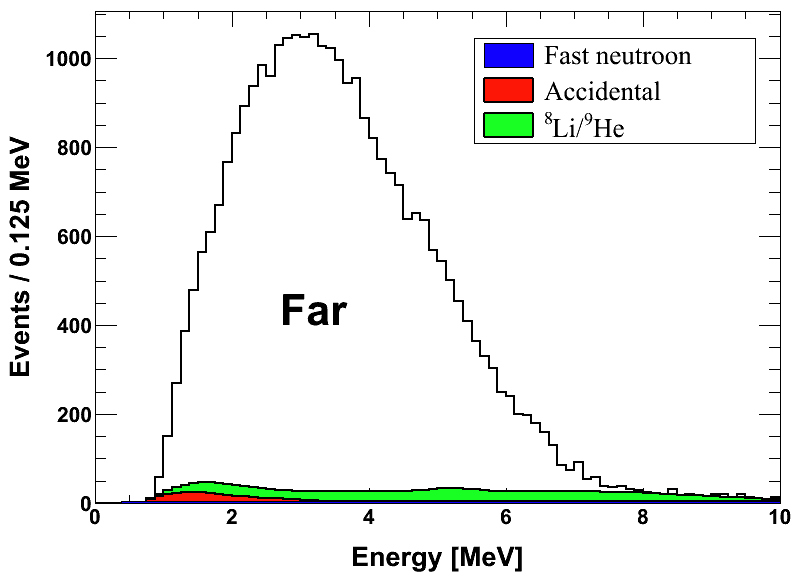 1000
800
600
400
200
0
Events / 0.125 MeV
Fast neutroon
Accidental
⁸Li/⁹He
Far
0 2 4 6 8 10
Energy [MeV]